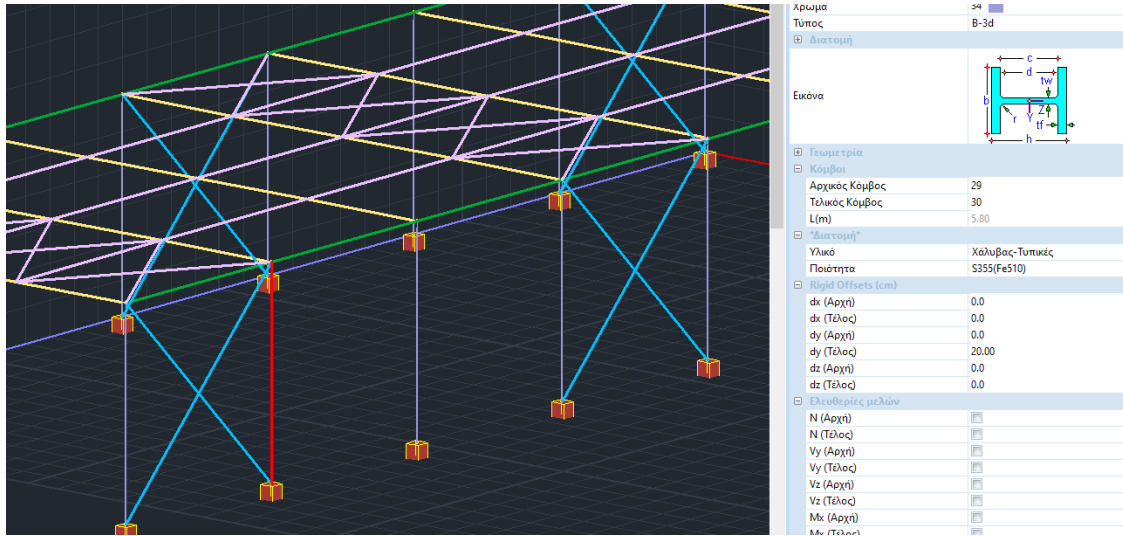 Χρώμα 34
Τύπος B-3d
Διατομή
Εικόνα
c
d
tw
b
Z
Y
r
tf
h
Γεωμετρία
Κόμβοι
Αρχικός Κόμβος 29
Τελικός Κόμβος 30
L(m) 5.80
*Διατομή*
Υλικό Χάλυβας-Τυπικές
Ποιότητα S355(Fe510)
Rigid Offsets (cm)
dx (Αρχή) 0.0
dx (Τέλος) 0.0
dy (Αρχή) 0.0
dy (Τέλος) 20.00
dz (Αρχή) 0.0
dz (Τέλος) 0.0
Ελευθερίες μελών
N (Αρχή)
N (Τέλος)
Vy (Αρχή)
Vy (Τέλος)
Vz (Αρχή)
Vz (Τέλος)
Mx (Αρχή)
Mx (Τέλος)